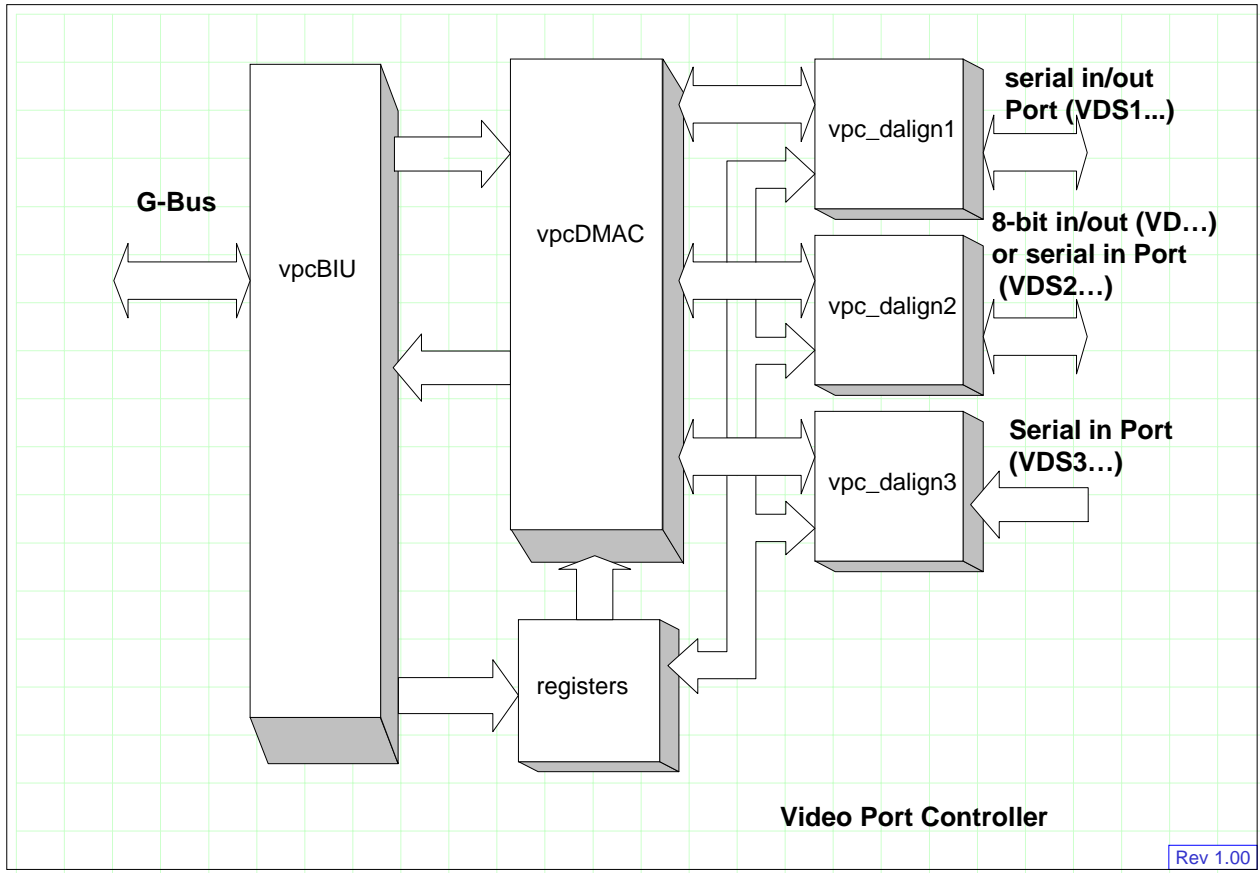 G-Bus
vpcBIU
vpcDMAC
vpc_dalign1
serial in/out
Port (VDS1...)
vpc_dalign2
8-bit in/out (VD…)
or serial in Port
(VDS2…)
vpc_dalign3
Serial in Port
(VDS3…)
registers
Video Port Controller
Rev 1.00